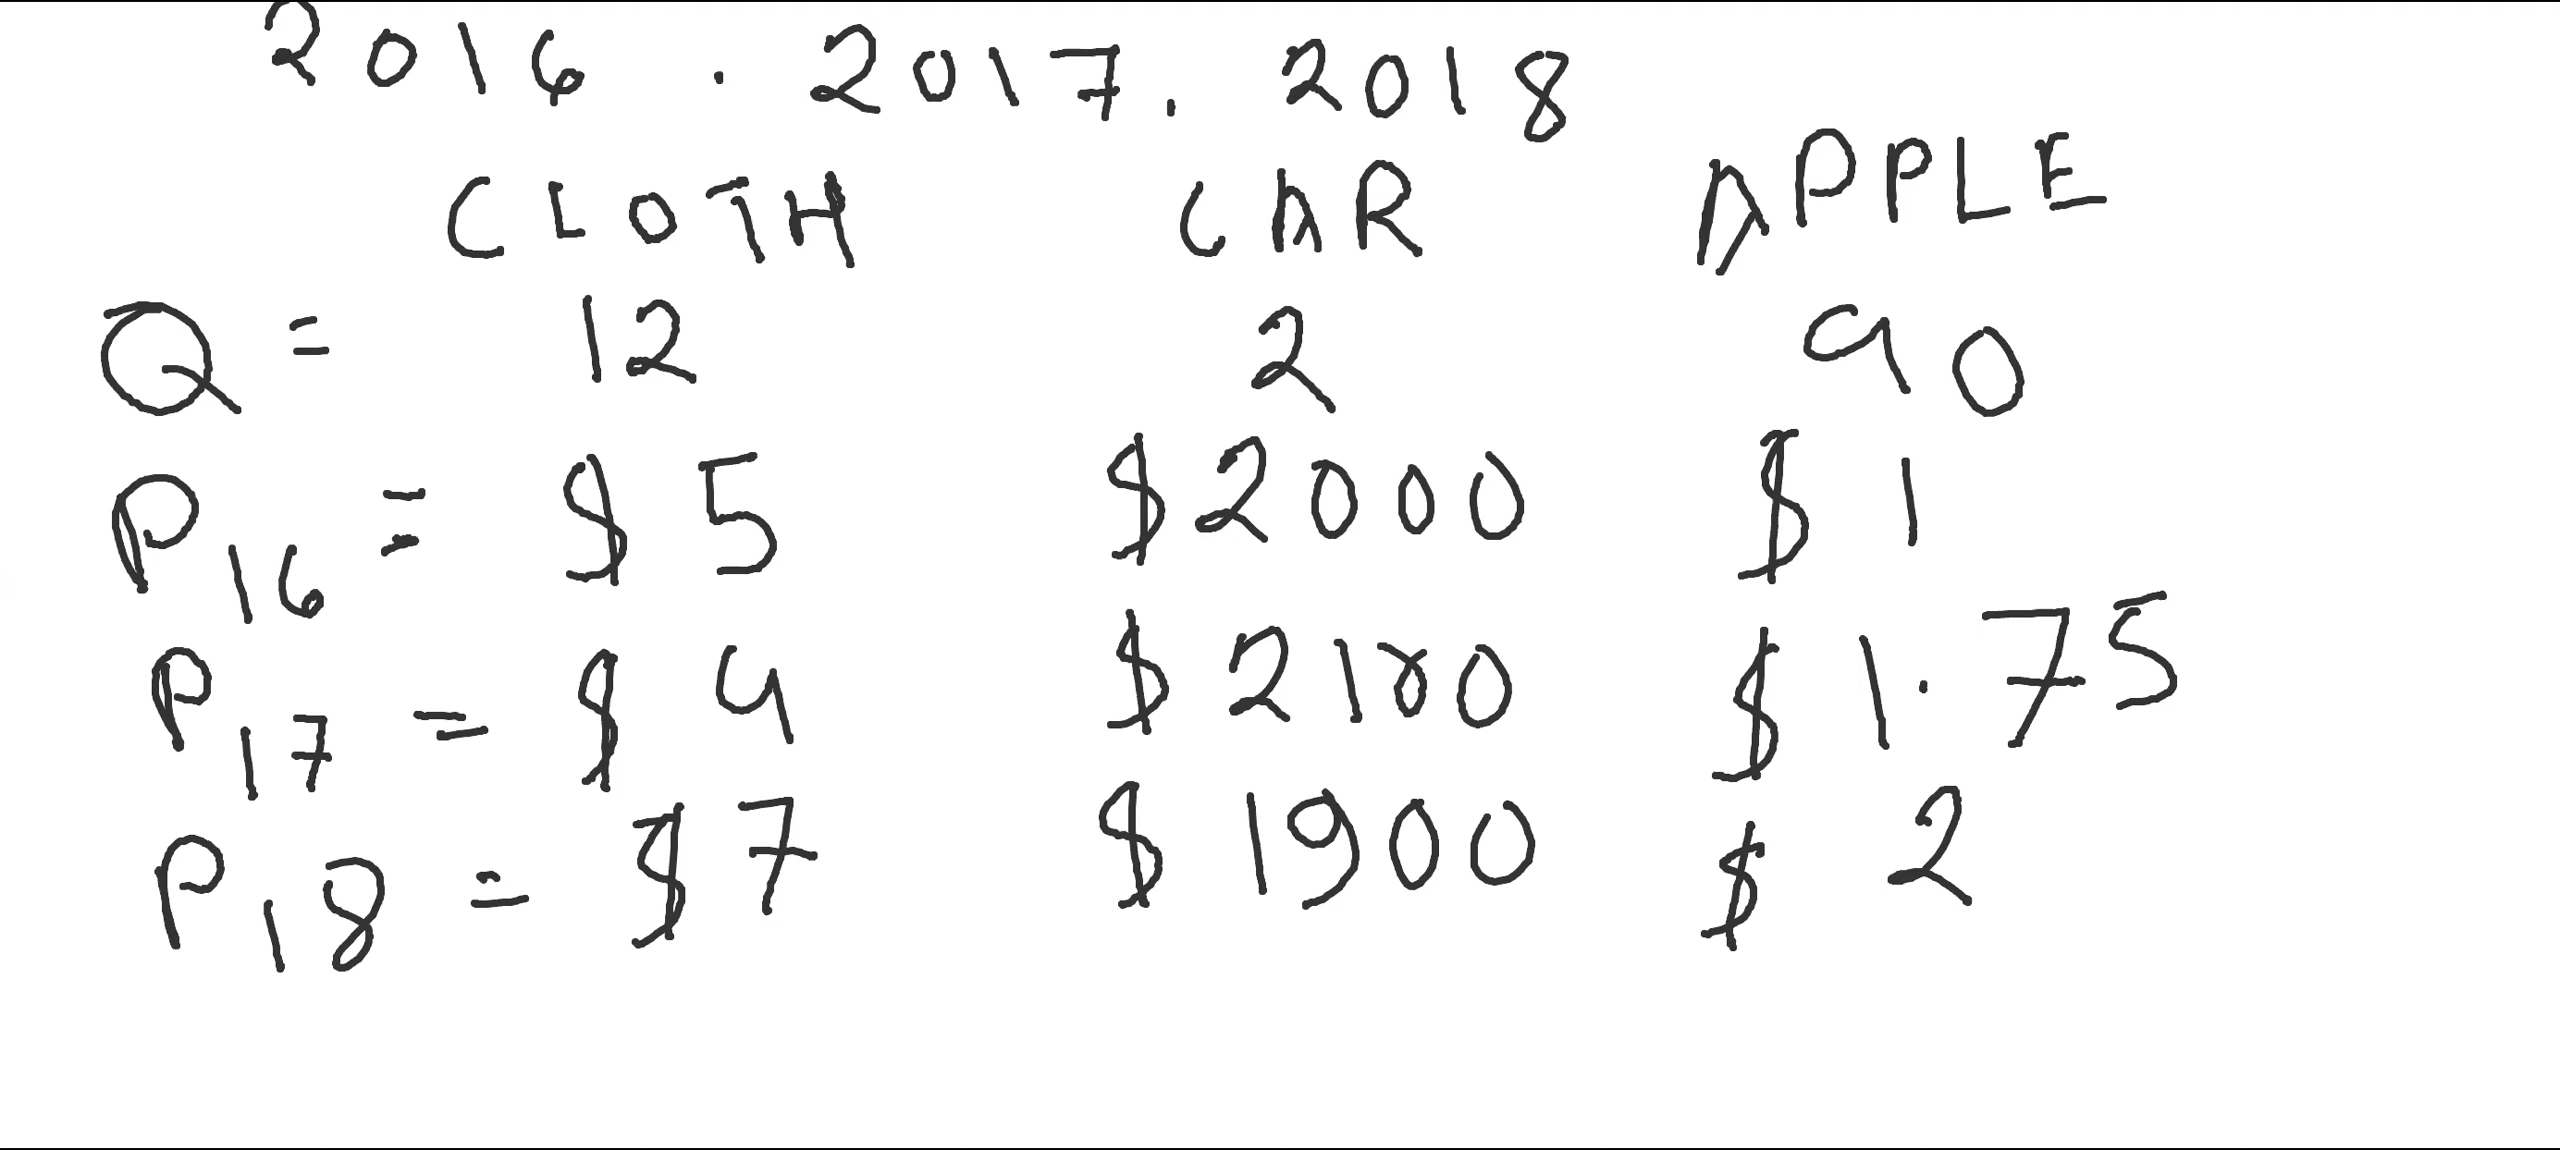 2016 . 2017 . 2018
CLOTH CAR APPLE
Q = 12 2 90
P16 = $5 $2000 $1
P17 = $4 $2100 $1.75
P18 = $7 $1900 $2